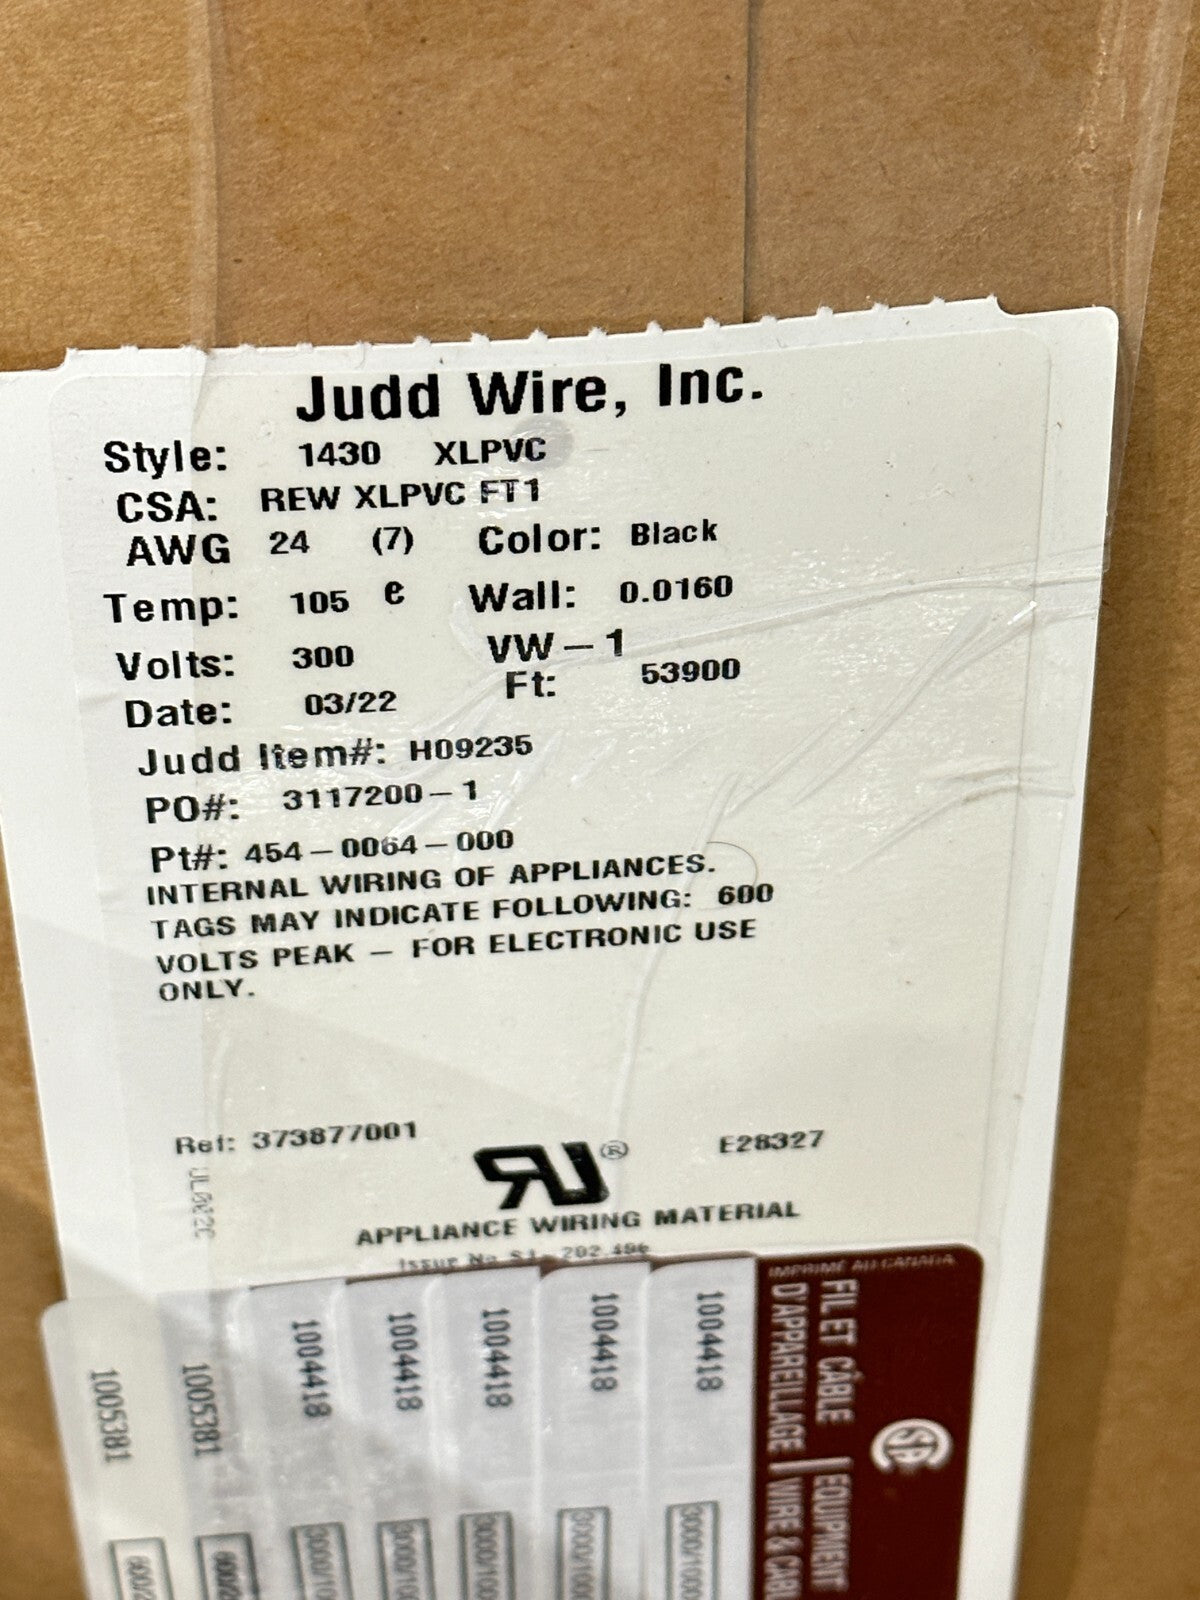 Judd Wire, Inc.
Style: 1430 XLPVC
CSA: REW XLPVC FT1
AWG 24 (7) Color: Black
Temp: 105 C Wall: 0.0160
Volts: 300 VW-1
Date: 03/22 Ft: 53900
Judd Item#: H09235
PO#: 3117200-1
Pt#: 454-0064-000
INTERNAL WIRING OF APPLIANCES.
TAGS MAY INDICATE FOLLOWING: 600
VOLTS PEAK - FOR ELECTRONIC USE
ONLY.
Ref: 373877001 E28327
RU®
APPLIANCE WIRING MATERIAL
Issue No.
IMPRIMÉ AU CANADA
FIL ET CÂBLE
D'APPAREILLAGE
EQUIPMENT
WIRE &
1004418
1004418
1004418
1004418
1004418
1005381
1005381